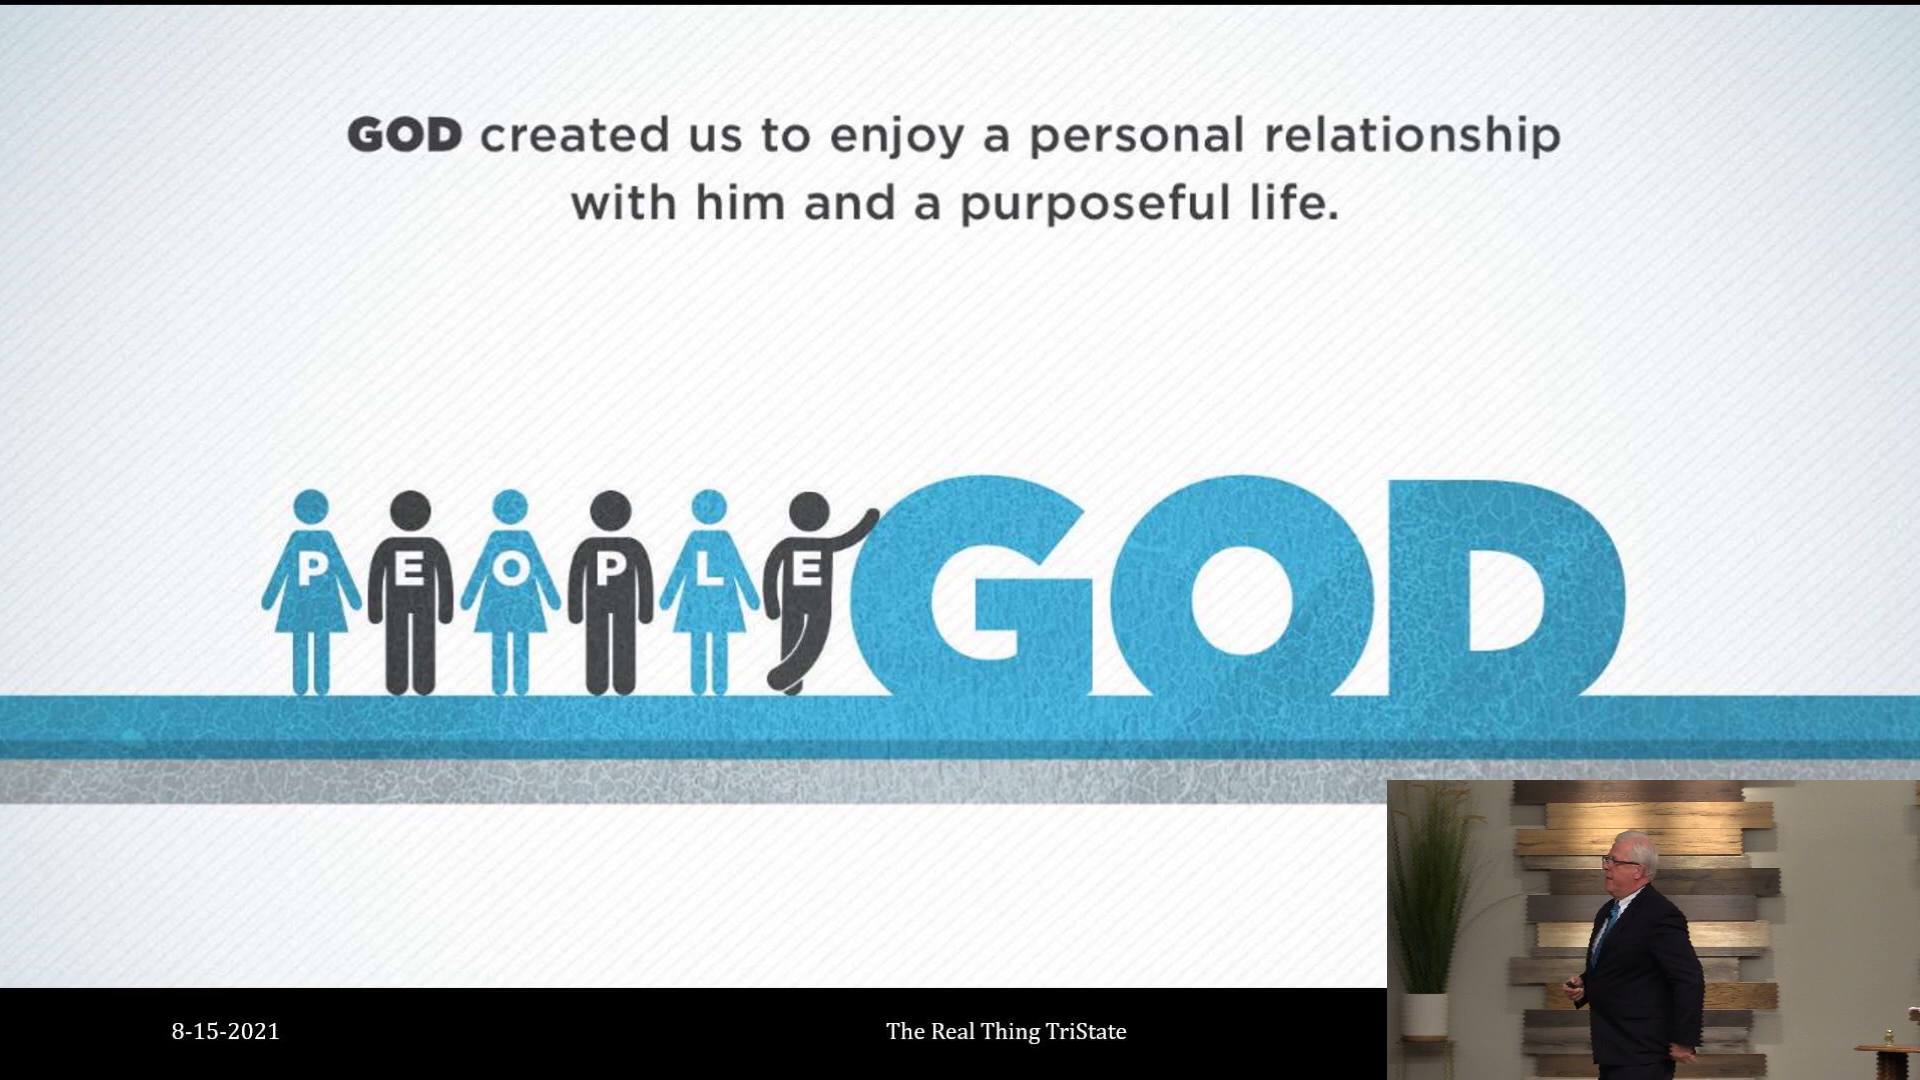 GOD created us to enjoy a personal relationship
with him and a purposeful life.
PEOPLE GOD
8-15-2021
The Real Thing TriState